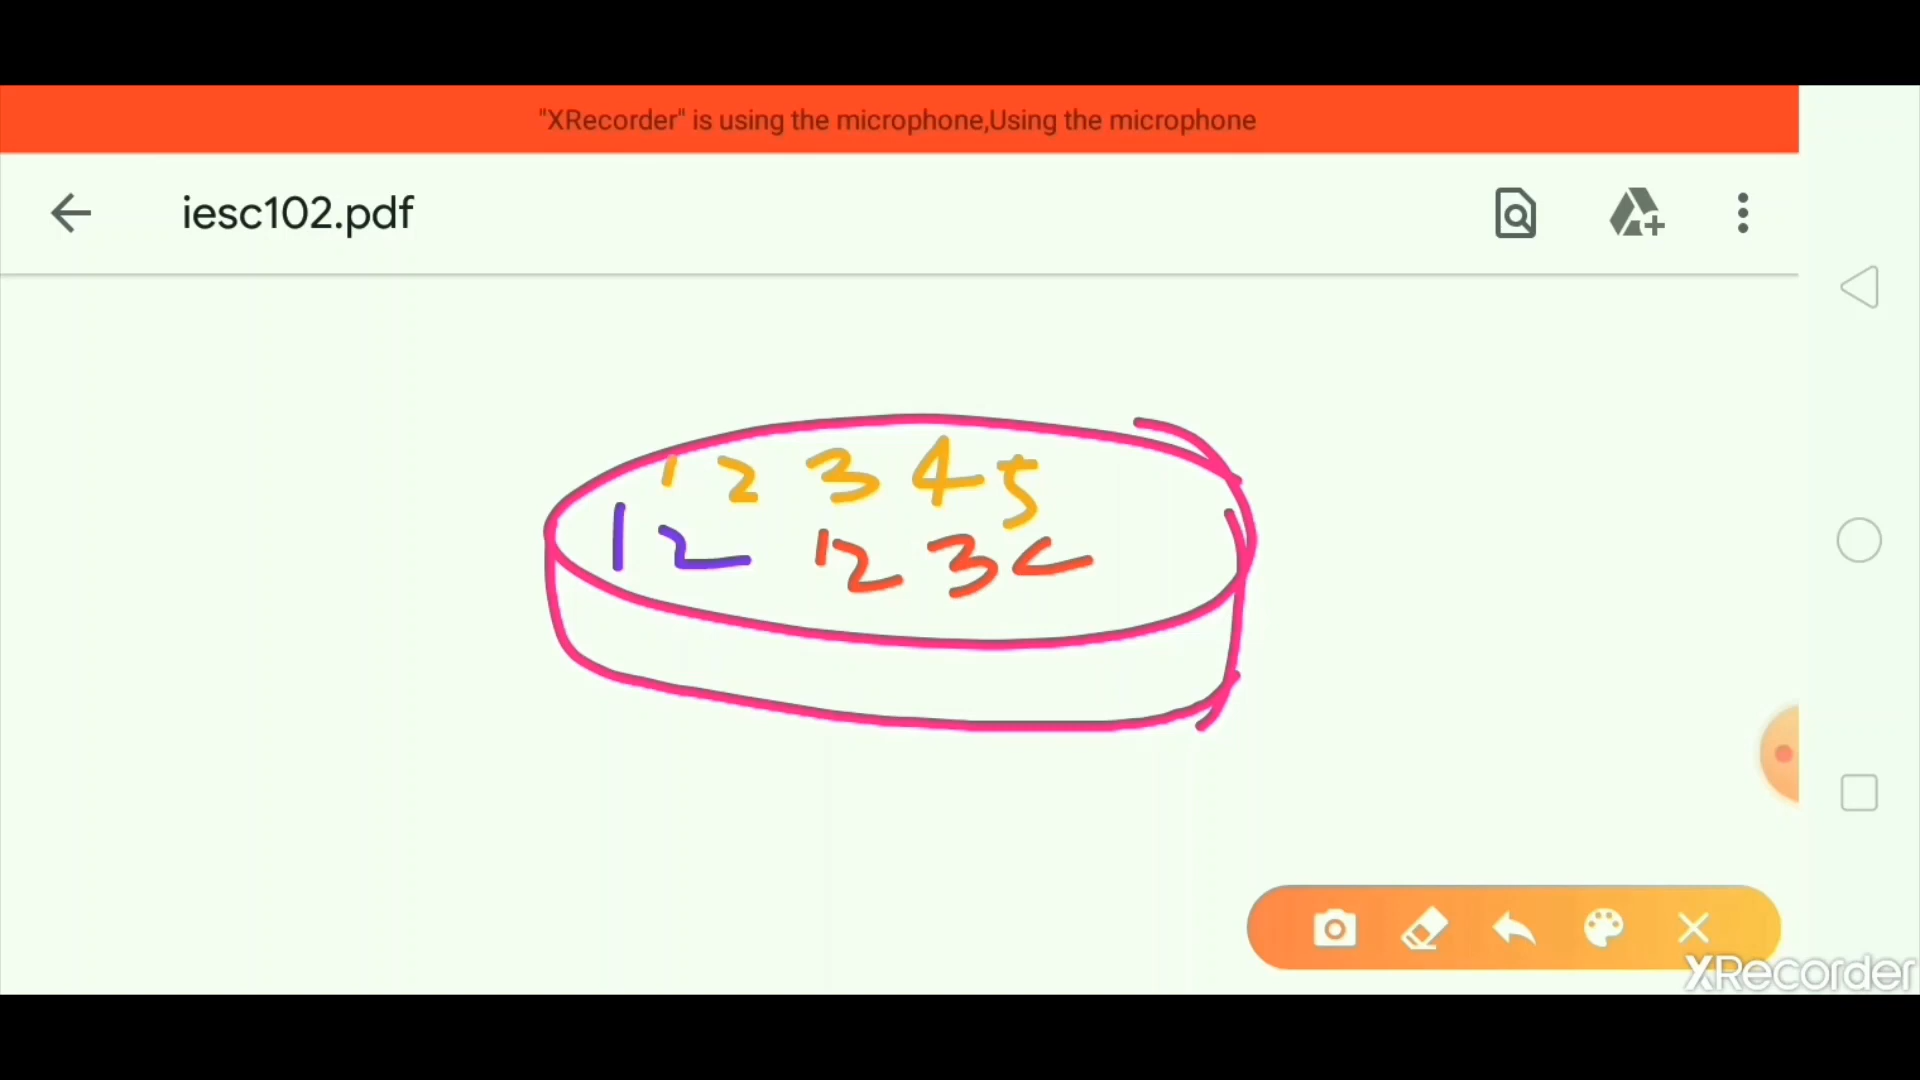 "XRecorder" is using the microphone,Using the microphone
iesc102.pdf
1 2 3 4 5
1 2 1 2 3
XRecorder